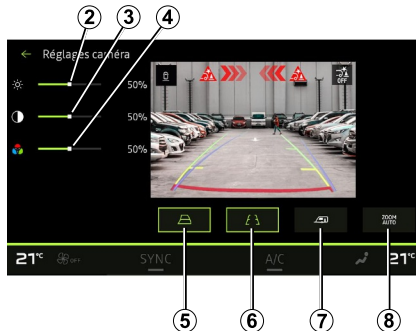 2 3 4
← Réglages caméra
OFF
50%
50%
50%
ZOOM AUTO
21°C OFF SYNC A/C 21°C
5 6 7 8